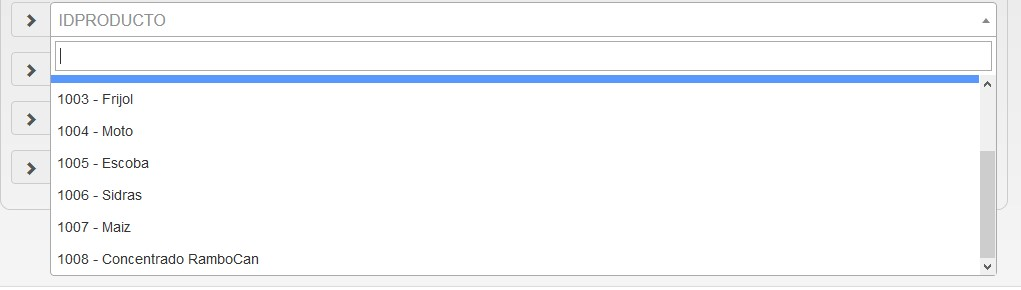 IDPRODUCTO
1003 - Frijol
1004 - Moto
1005 - Escoba
1006 - Sidras
1007 - Maiz
1008 - Concentrado RamboCan